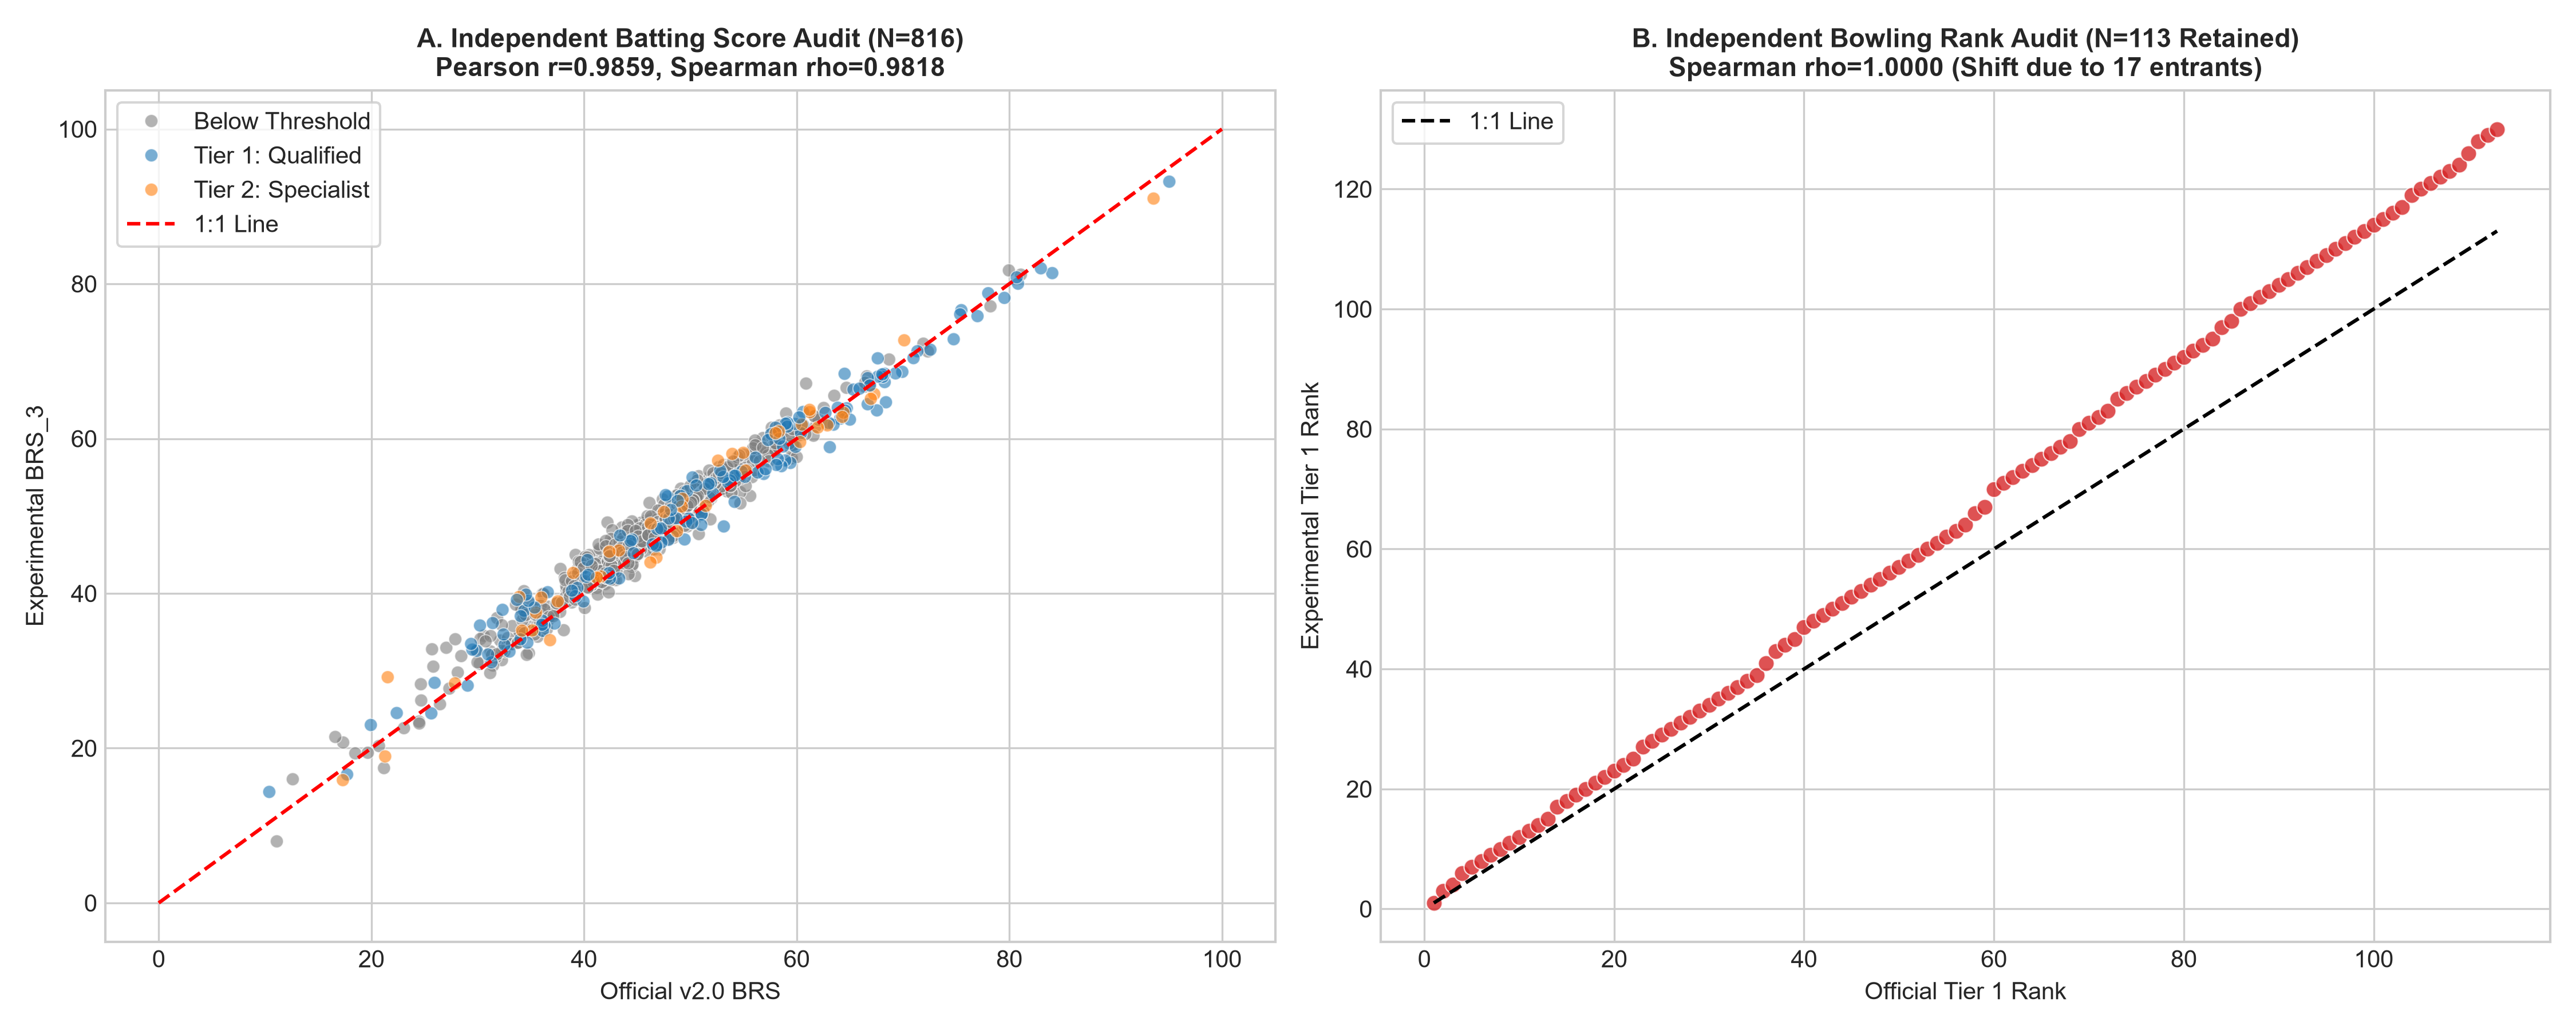 A. Independent Batting Score Audit (N=816)
Pearson r=0.9859, Spearman rho=0.9818
Below Threshold
Tier 1: Qualified
Tier 2: Specialist
1:1 Line
100
80
60
40
20
0
Experimental BRS_3
0 20 40 60 80 100
Official v2.0 BRS
B. Independent Bowling Rank Audit (N=113 Retained)
Spearman rho=1.0000 (Shift due to 17 entrants)
1:1 Line
120
100
80
60
40
20
0
Experimental Tier 1 Rank
0 20 40 60 80 100
Official Tier 1 Rank